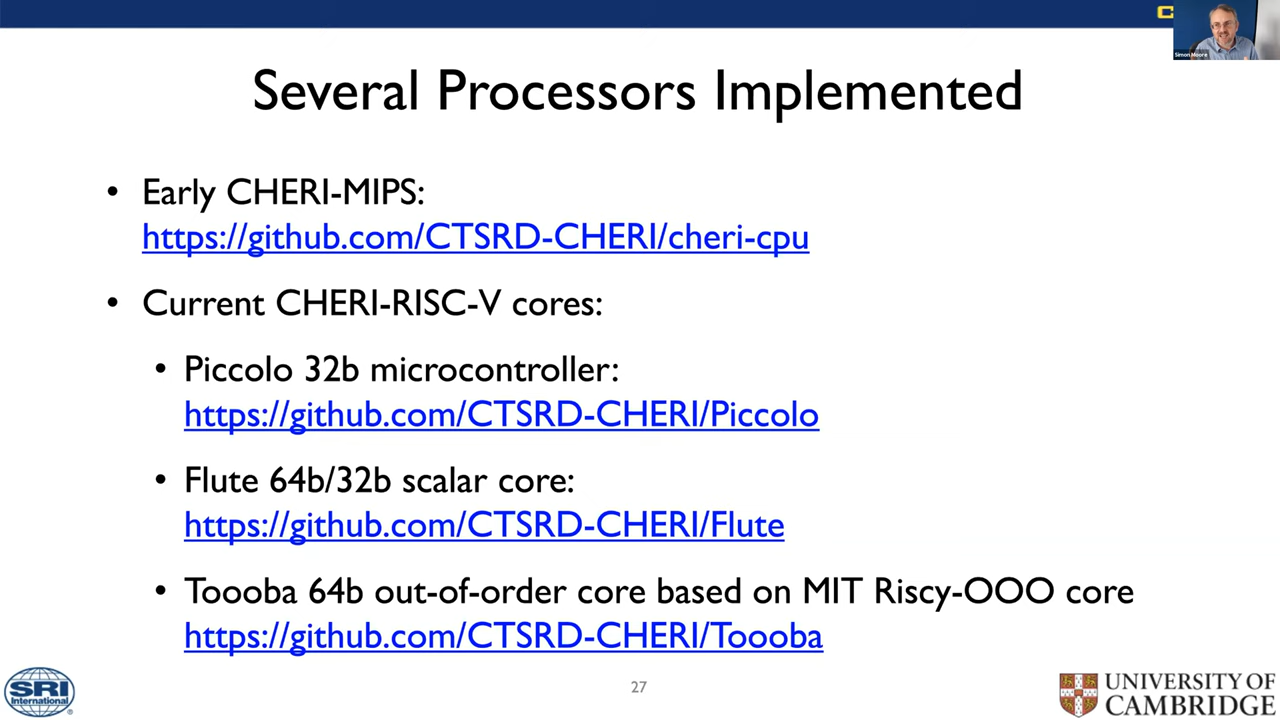 Simon Moore
Several Processors Implemented
• Early CHERI-MIPS:
https://github.com/CTSRD-CHERI/cheri-cpu
• Current CHERI-RISC-V cores:
• Piccolo 32b microcontroller:
https://github.com/CTSRD-CHERI/Piccolo
• Flute 64b/32b scalar core:
https://github.com/CTSRD-CHERI/Flute
• Toooba 64b out-of-order core based on MIT Riscy-OOO core
https://github.com/CTSRD-CHERI/Toooba
SRI
International
27
UNIVERSITY OF
CAMBRIDGE